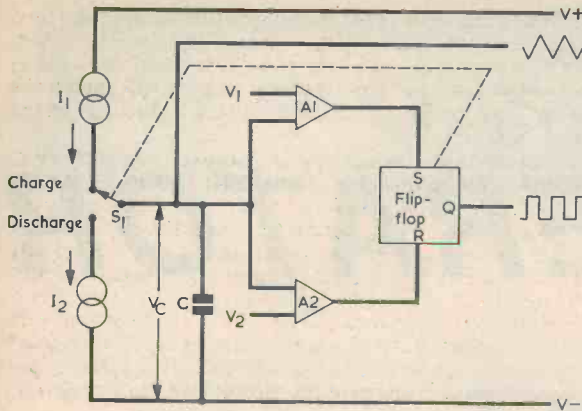 V+
I1
V1
A1
Charge
S1
S
Flip-
flop
Q
R
Discharge
I2
VC
C
V2
A2
V−